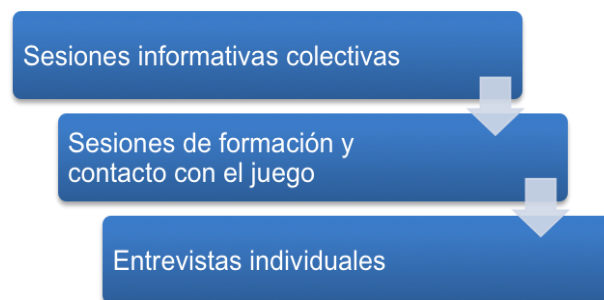 Sesiones informativas colectivas
Sesiones de formación y
contacto con el juego
Entrevistas individuales